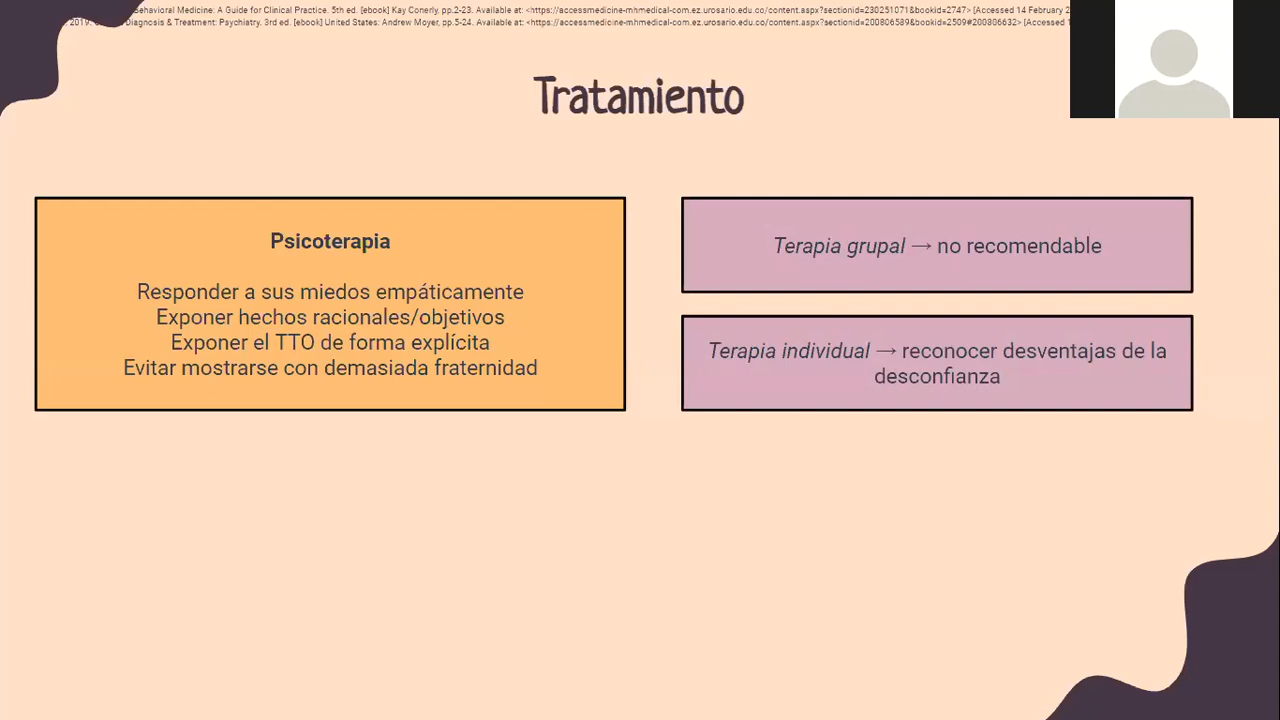 Behavioral Medicine: A Guide for Clinical Practice. 5th ed. [ebook] Kay Conerly, pp.2-23. Available at: <https://accessmedicine-mhmedical-com.ez.urosario.edu.co/content.aspx?sectionid=230251071&bookid=2747> [Accessed 14 February 2
2019. Diagnosis & Treatment: Psychiatry. 3rd ed. [ebook] United States: Andrew Moyer, pp.5-24. Available at: <https://accessmedicine-mhmedical-com.ez.urosario.edu.co/content.aspx?sectionid=200806589&bookid=2509#200806632> [Accessed 1
Tratamiento
Psicoterapia
Responder a sus miedos empáticamente
Exponer hechos racionales/objetivos
Exponer el TTO de forma explícita
Evitar mostrarse con demasiada fraternidad
Terapia grupal → no recomendable
Terapia individual → reconocer desventajas de la
desconfianza